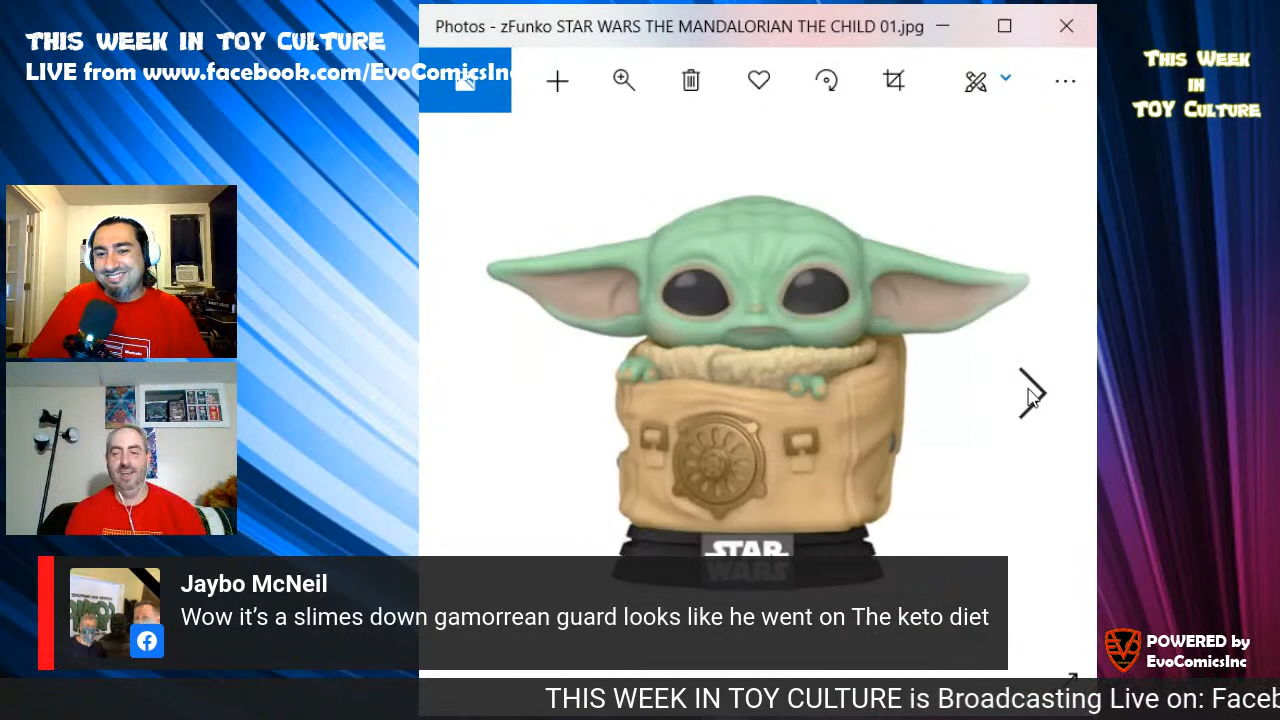 THIS WEEK IN TOY CULTURE
LIVE from www.facebook.com/EvoComicsInc
Photos - zFunko STAR WARS THE MANDALORIAN THE CHILD 01.jpg
THIS WEEK
IN
TOY CULTURE
STAR
WARS
Jaybo McNeil
Wow it’s a slimes down gamorrean guard looks like he went on The keto diet
POWERED by
EvoComicsInc
THIS WEEK IN TOY CULTURE is Broadcasting Live on: Faceb